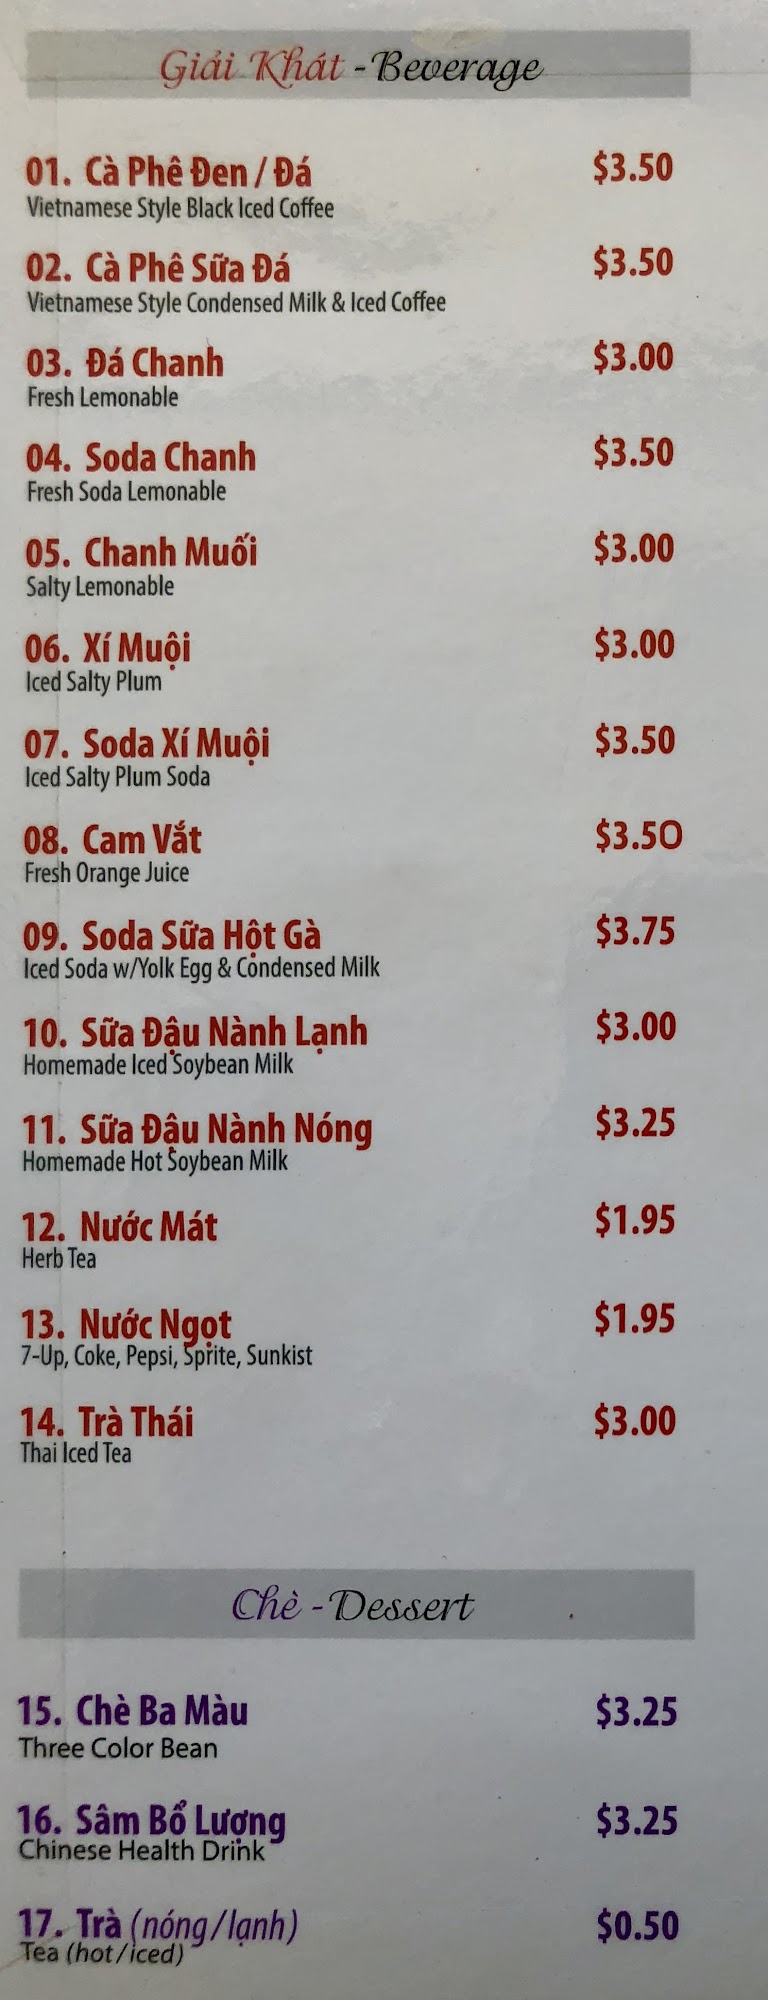 Giải Khát - Beverage
01. Cà Phê Đen / Đá $3.50
Vietnamese Style Black Iced Coffee
02. Cà Phê Sữa Đá $3.50
Vietnamese Style Condensed Milk & Iced Coffee
03. Đá Chanh $3.00
Fresh Lemonable
04. Soda Chanh $3.50
Fresh Soda Lemonable
05. Chanh Muối $3.00
Salty Lemonable
06. Xí Muội $3.00
Iced Salty Plum
07. Soda Xí Muội $3.50
Iced Salty Plum Soda
08. Cam Vắt $3.50
Fresh Orange Juice
09. Soda Sữa Hột Gà $3.75
Iced Soda w/Yolk Egg & Condensed Milk
10. Sữa Đậu Nành Lạnh $3.00
Homemade Iced Soybean Milk
11. Sữa Đậu Nành Nóng $3.25
Homemade Hot Soybean Milk
12. Nước Mát $1.95
Herb Tea
13. Nước Ngọt $1.95
7-Up, Coke, Pepsi, Sprite, Sunkist
14. Trà Thái $3.00
Thai Iced Tea
Chè - Dessert
15. Chè Ba Màu $3.25
Three Color Bean
16. Sâm Bổ Lượng $3.25
Chinese Health Drink
17. Trà (nóng/lạnh) $0.50
Tea (hot/iced)